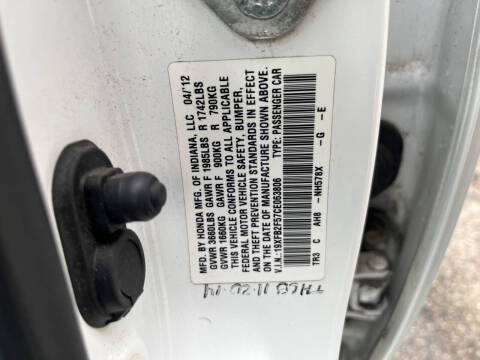 MFD. BY HONDA MFG. OF INDIANA, LLC 04/'12
GVWR 3660LBS GAWR F 1985LBS R 1742LBS
GVWR 1660KG GAWR F 900KG R 790KG
THIS VEHICLE CONFORMS TO ALL APPLICABLE
FEDERAL MOTOR VEHICLE SAFETY, BUMPER,
AND THEFT PREVENTION STANDARDS IN EFFECT
ON THE DATE OF MANUFACTURE SHOWN ABOVE.
V.I.N.: 19XFB2F57CE063806 TYPE: PASSENGER CAR
TR3 C AH8 -NH578X -G -E